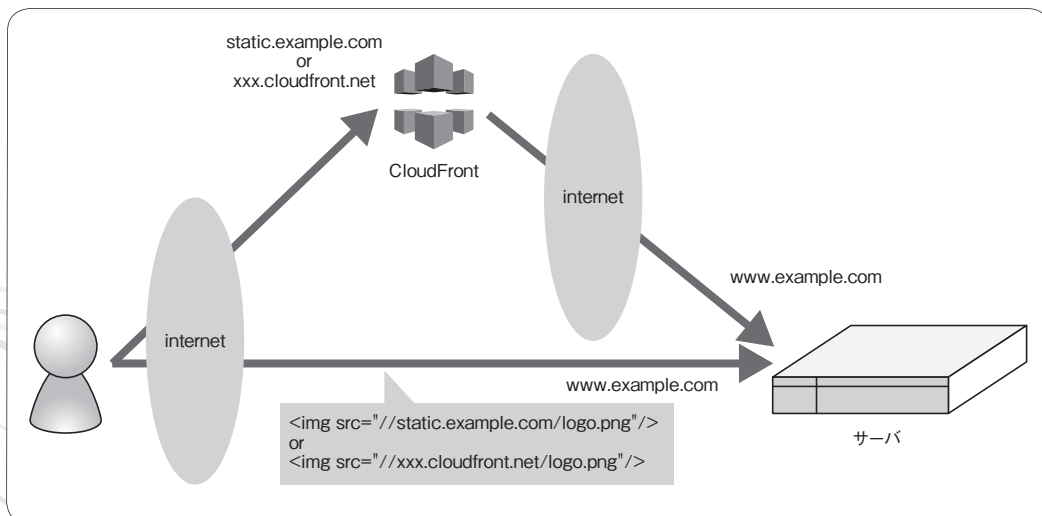 static.example.com
or
xxx.cloudfront.net
CloudFront
internet
internet
www.example.com
www.example.com
<img src="//static.example.com/logo.png"/>
or
<img src="//xxx.cloudfront.net/logo.png"/>
サーバ